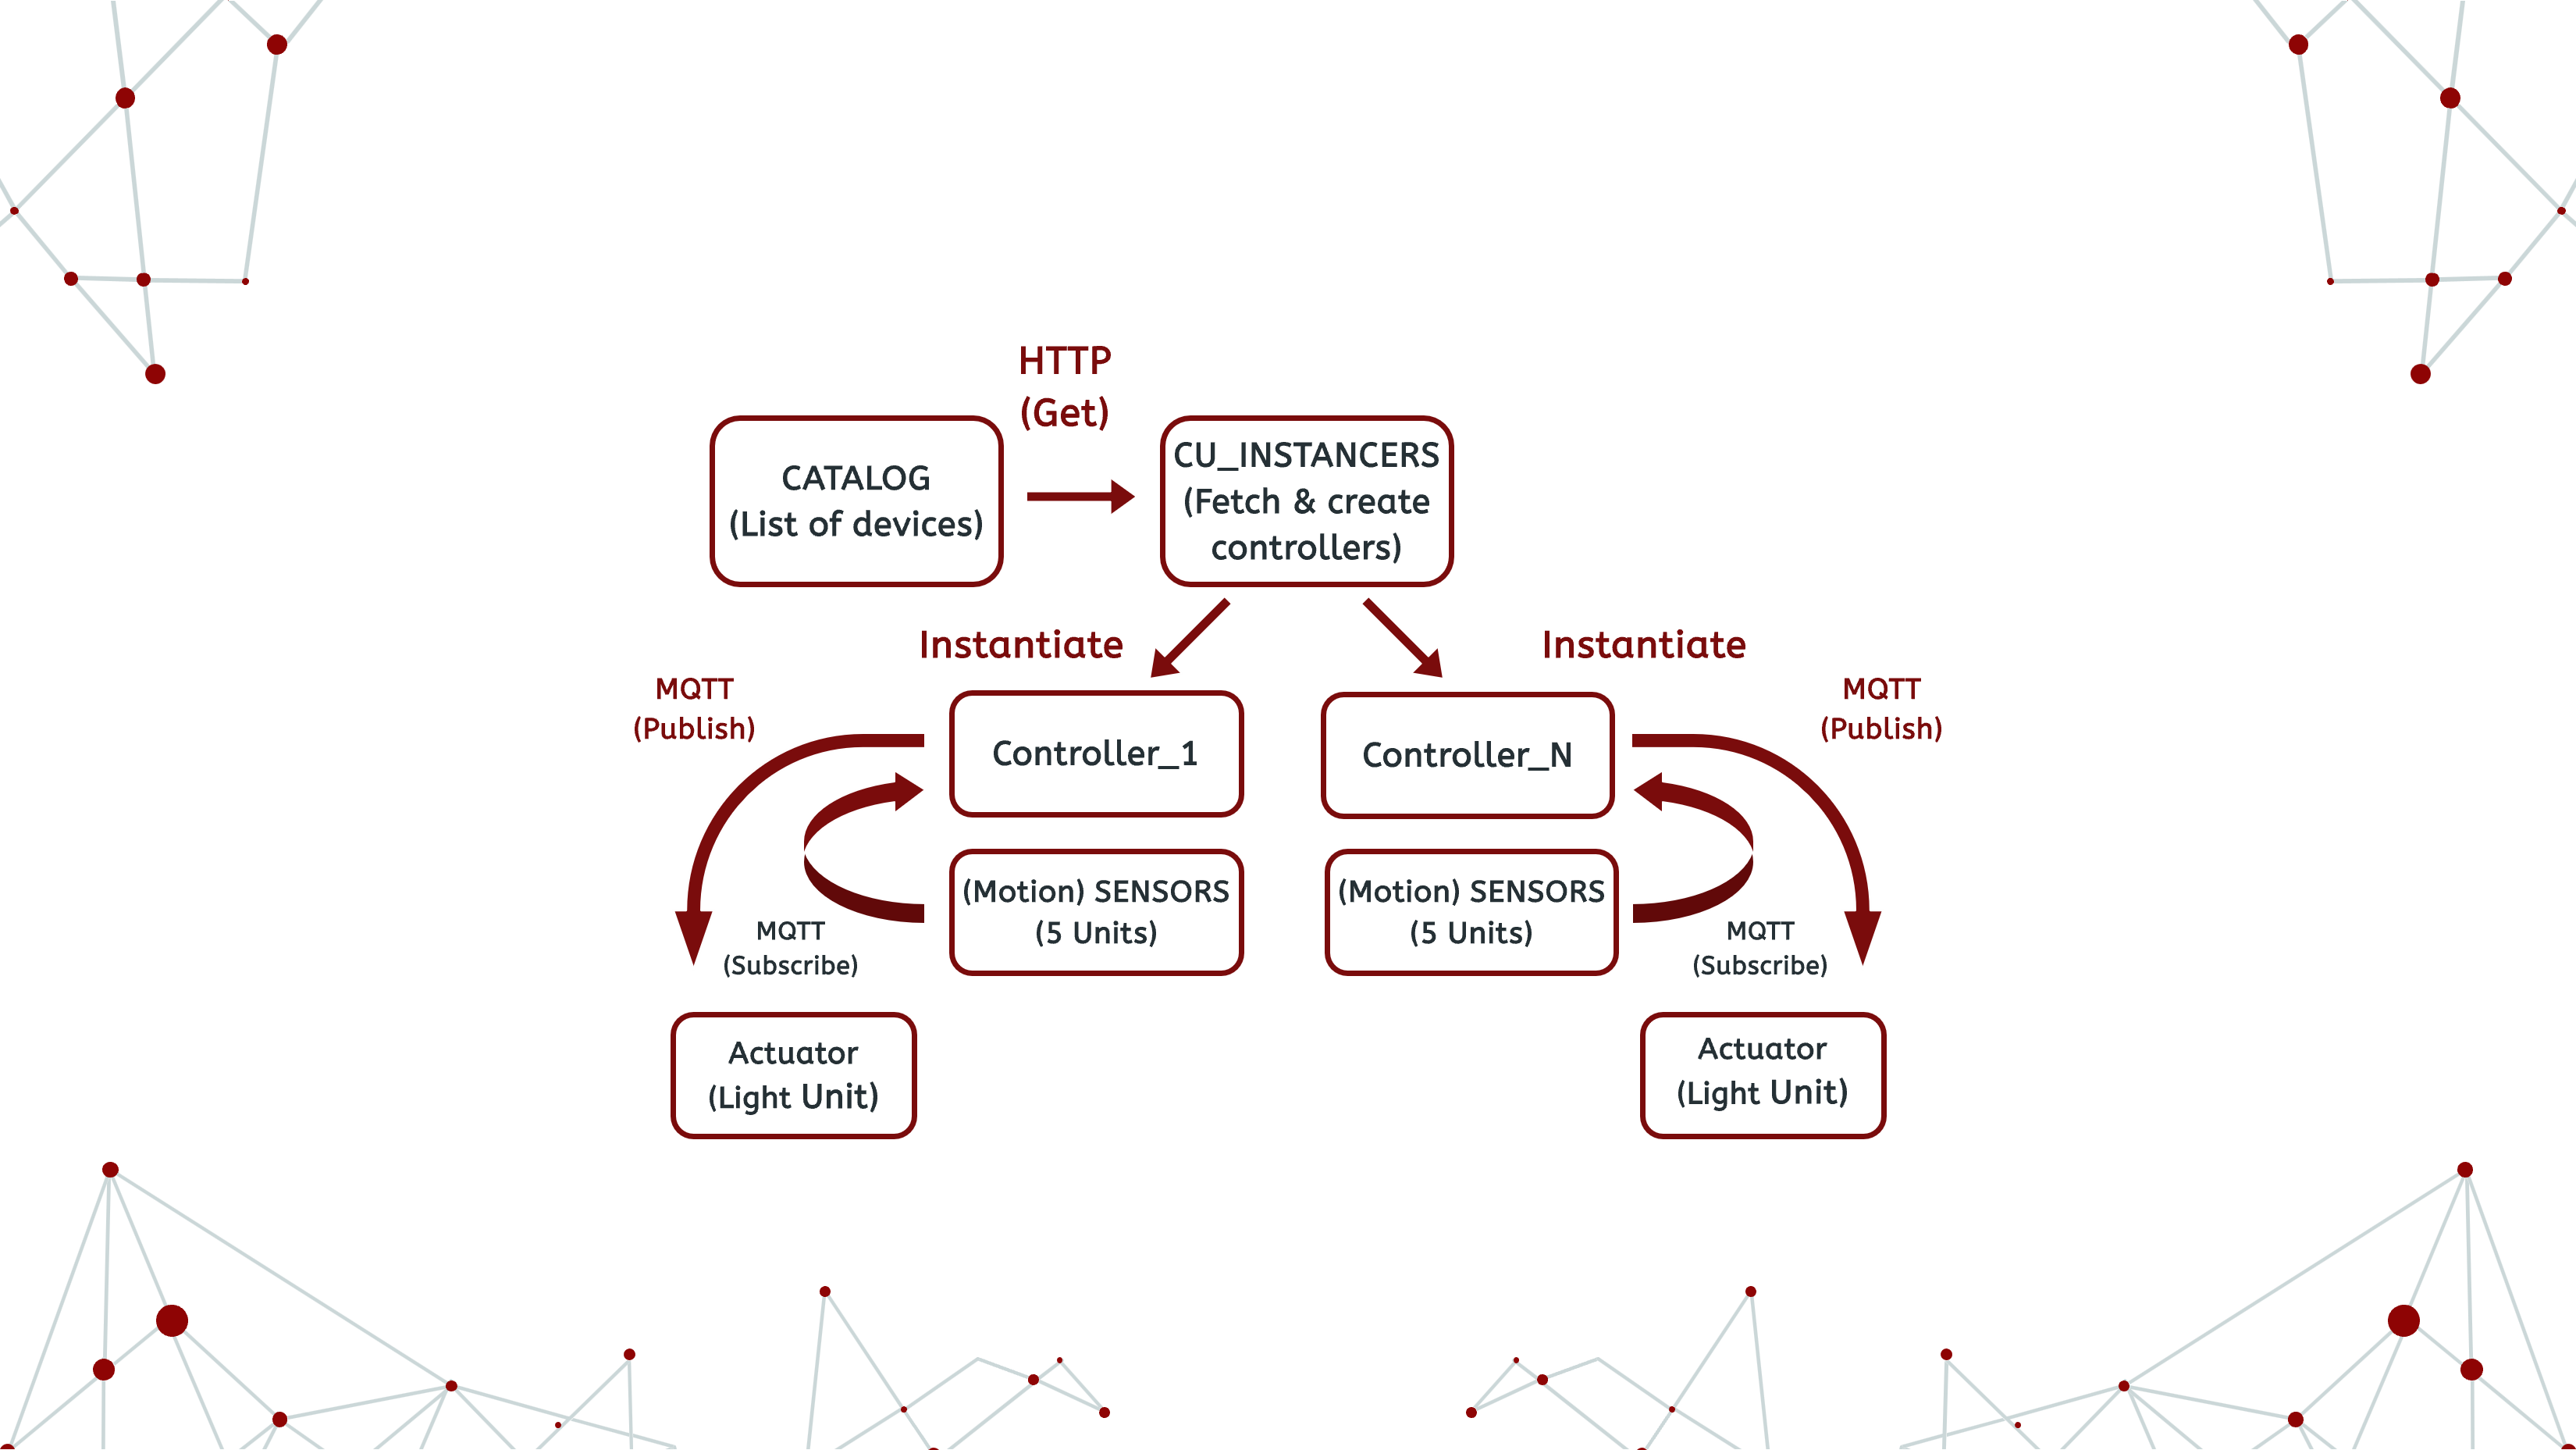 HTTP
(Get)
CATALOG
(List of devices)
CU_INSTANCERS
(Fetch & create
controllers)
Instantiate
Instantiate
MQTT
(Publish)
MQTT
(Publish)
Controller_1
Controller_N
(Motion) SENSORS
(5 Units)
(Motion) SENSORS
(5 Units)
MQTT
(Subscribe)
MQTT
(Subscribe)
Actuator
(Light Unit)
Actuator
(Light Unit)